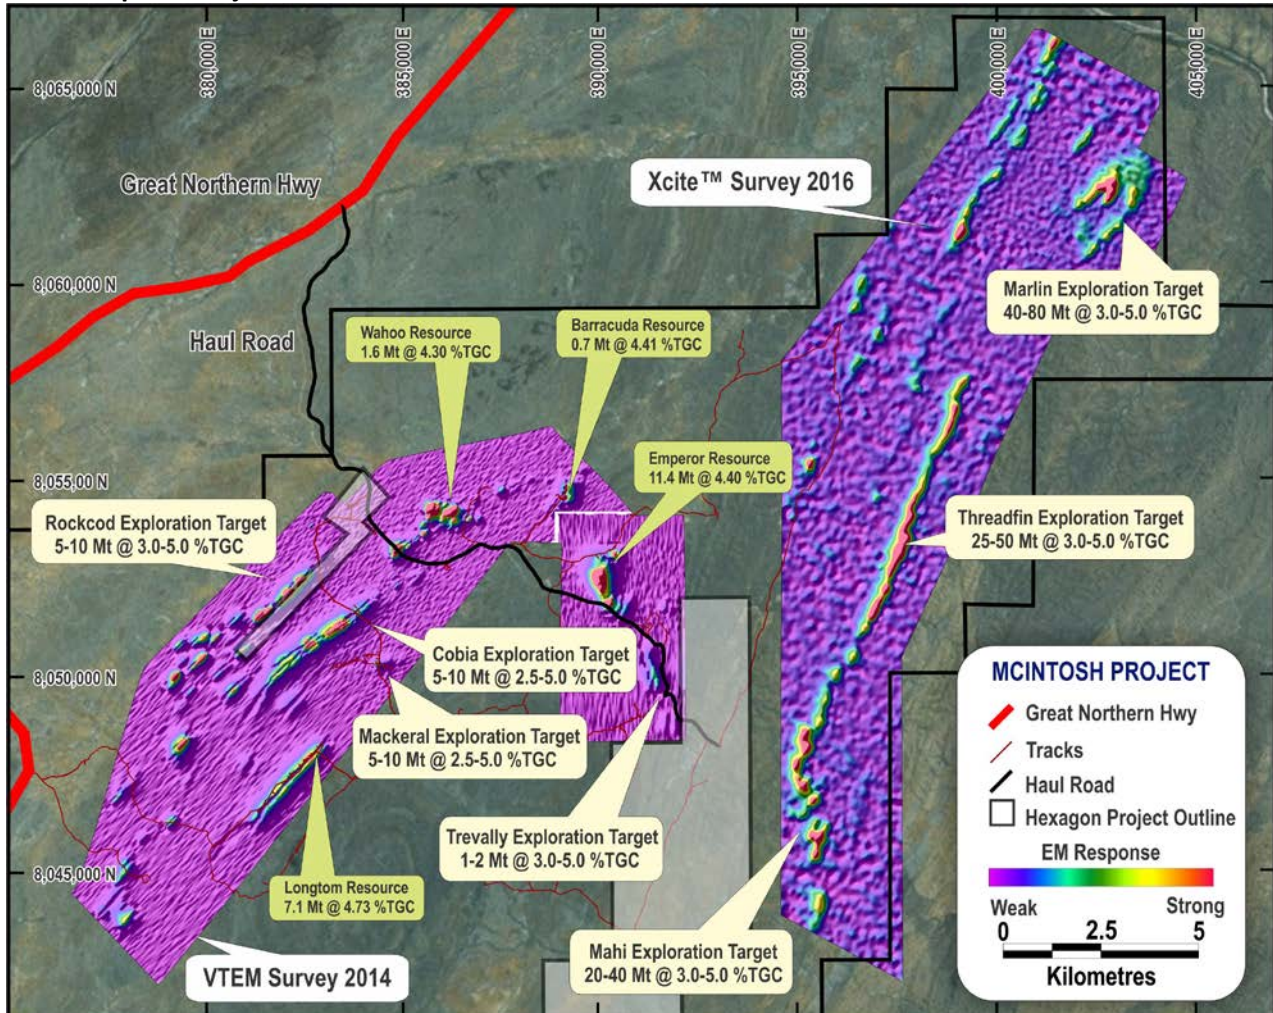 380,000 E
385,000 E
390,000 E
395,000 E
400,000 E
405,000 E
8,065,000 N
Great Northern Hwy
Xcite™ Survey 2016
8,060,000 N
Marlin Exploration Target
40-80 Mt @ 3.0-5.0 %TGC
Haul Road
Wahoo Resource
1.6 Mt @ 4.30 %TGC
Barracuda Resource
0.7 Mt @ 4.41 %TGC
Emperor Resource
11.4 Mt @ 4.40 %TGC
8,055,00 N
Rockcod Exploration Target
5-10 Mt @ 3.0-5.0 %TGC
Threadfin Exploration Target
25-50 Mt @ 3.0-5.0 %TGC
Cobia Exploration Target
5-10 Mt @ 2.5-5.0 %TGC
8,050,000 N
Mackeral Exploration Target
5-10 Mt @ 2.5-5.0 %TGC
Trevally Exploration Target
1-2 Mt @ 3.0-5.0 %TGC
8,045,000 N
Longtom Resource
7.1 Mt @ 4.73 %TGC
Mahi Exploration Target
20-40 Mt @ 3.0-5.0 %TGC
VTEM Survey 2014
MCINTOSH PROJECT
Great Northern Hwy
Tracks
Haul Road
Hexagon Project Outline
EM Response
Weak Strong
0 2.5 5
Kilometres